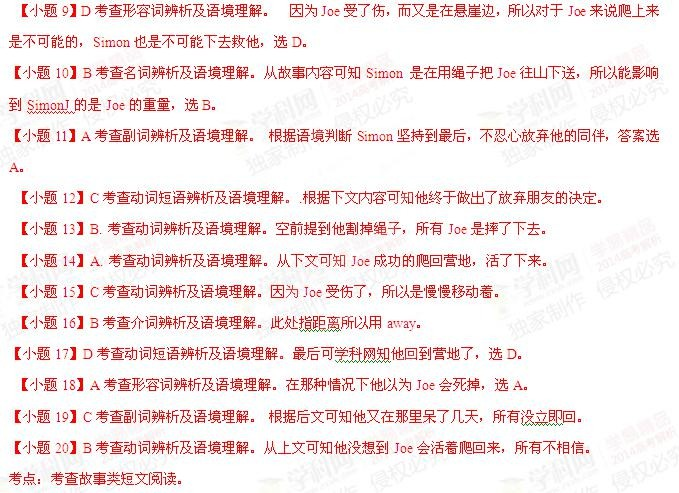 【小题 9】D 考查形容词辨析及语境理解。 因为 Joe 受了伤，而又是在悬崖边，所以对于 Joe 来说爬上来
是不可能的，Simon 也是不可能下去救他，选 D。
【小题 10】B 考查名词辨析及语境理解。从故事内容可知 Simon 是在用绳子把 Joe 往山下送，所以能影响
到 SimonJ 的是 Joe 的重量，选 B。
【小题 11】A 考查副词辨析及语境理解。 根据语境判断 Simon 坚持到最后，不忍心放弃他的同伴，答案选
A。
【小题 12】C 考查动词短语辨析及语境理解。.根据下文内容可知他终于做出了放弃朋友的决定。
【小题 13】B. 考查动词辨析及语境理解。空前提到他割掉绳子，所有 Joe 是摔了下去。
【小题 14】A. 考查动词辨析及语境理解。从下文可知 Joe 成功的爬回营地，活了下来。
【小题 15】C 考查动词辨析及语境理解。因为 Joe 受伤了，所以是慢慢移动着。
【小题 16】B 考查介词辨析及语境理解。此处指距离所以用 away。
【小题 17】D 考查动词短语辨析及语境理解。最后可学科网知他回到营地了，选 D。
【小题 18】A 考查形容词辨析及语境理解。在那种情况下他以为 Joe 会死掉，选 A。
【小题 19】C 考查副词辨析及语境理解。 根据后文可知他又在那里呆了几天，所有没立即回。
【小题 20】B 考查动词辨析及语境理解。从上文可知他没想到 Joe 会活着爬回来，所有不相信。
考点：考查故事类短文阅读。